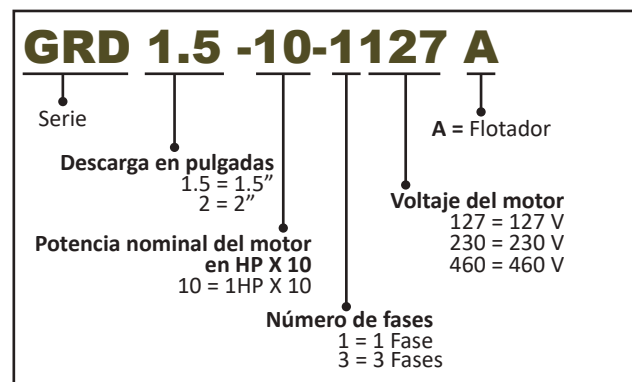 GRD 1.5 -10-1127 A
Serie
A = Flotador
Descarga en pulgadas
1.5 = 1.5”
2 = 2”
Voltaje del motor
127 = 127 V
230 = 230 V
460 = 460 V
Potencia nominal del motor
en HP X 10
10 = 1HP X 10
Número de fases
1 = 1 Fase
3 = 3 Fases